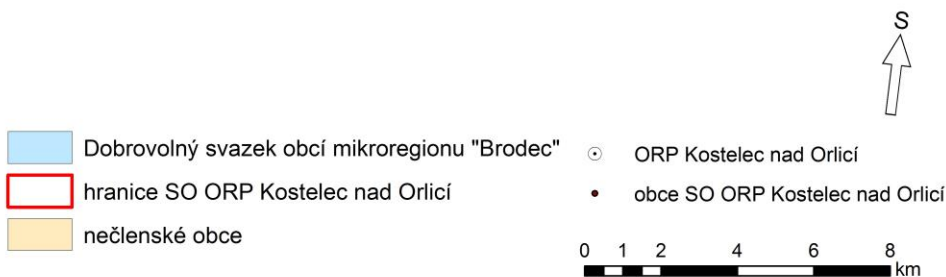 S
Dobrovolný svazek obcí mikroregionu "Brodec"
hranice SO ORP Kostelec nad Orlicí
nečlenské obce
ORP Kostelec nad Orlicí
obce SO ORP Kostelec nad Orlicí
0 1 2 4 6 8
km